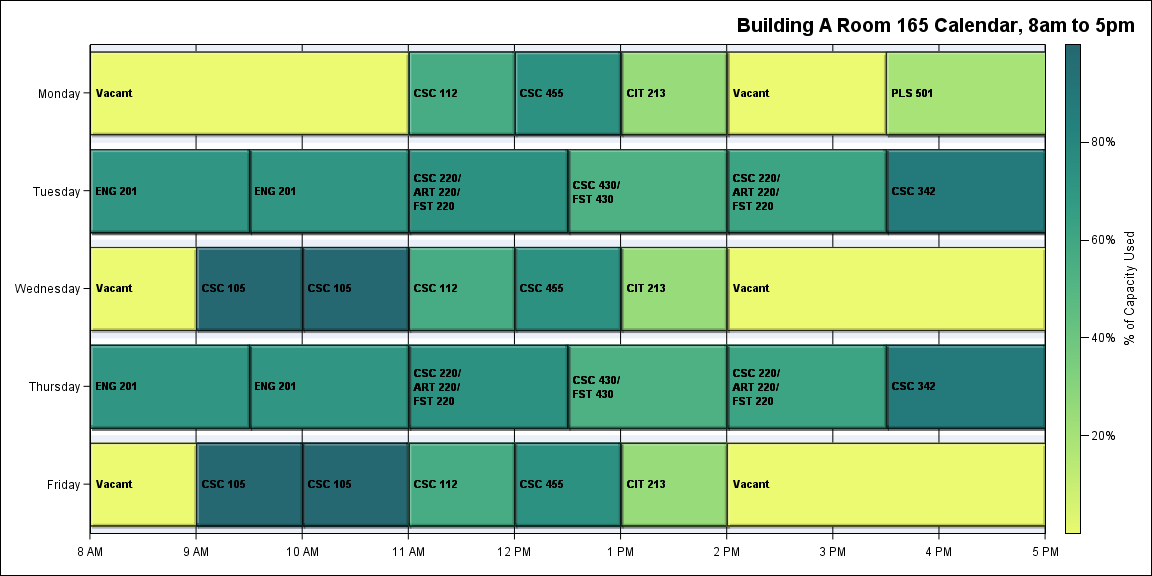 Building A Room 165 Calendar, 8am to 5pm
Monday
Vacant
CSC 112
CSC 455
CIT 213
Vacant
PLS 501
Tuesday
ENG 201
ENG 201
CSC 220/
ART 220/
FST 220
CSC 430/
FST 430
CSC 220/
ART 220/
FST 220
CSC 342
Wednesday
Vacant
CSC 105
CSC 105
CSC 112
CSC 455
CIT 213
Vacant
Thursday
ENG 201
ENG 201
CSC 220/
ART 220/
FST 220
CSC 430/
FST 430
CSC 220/
ART 220/
FST 220
CSC 342
Friday
Vacant
CSC 105
CSC 105
CSC 112
CSC 455
CIT 213
Vacant
8 AM
9 AM
10 AM
11 AM
12 PM
1 PM
2 PM
3 PM
4 PM
5 PM
80%
60%
40%
20%
% of Capacity Used